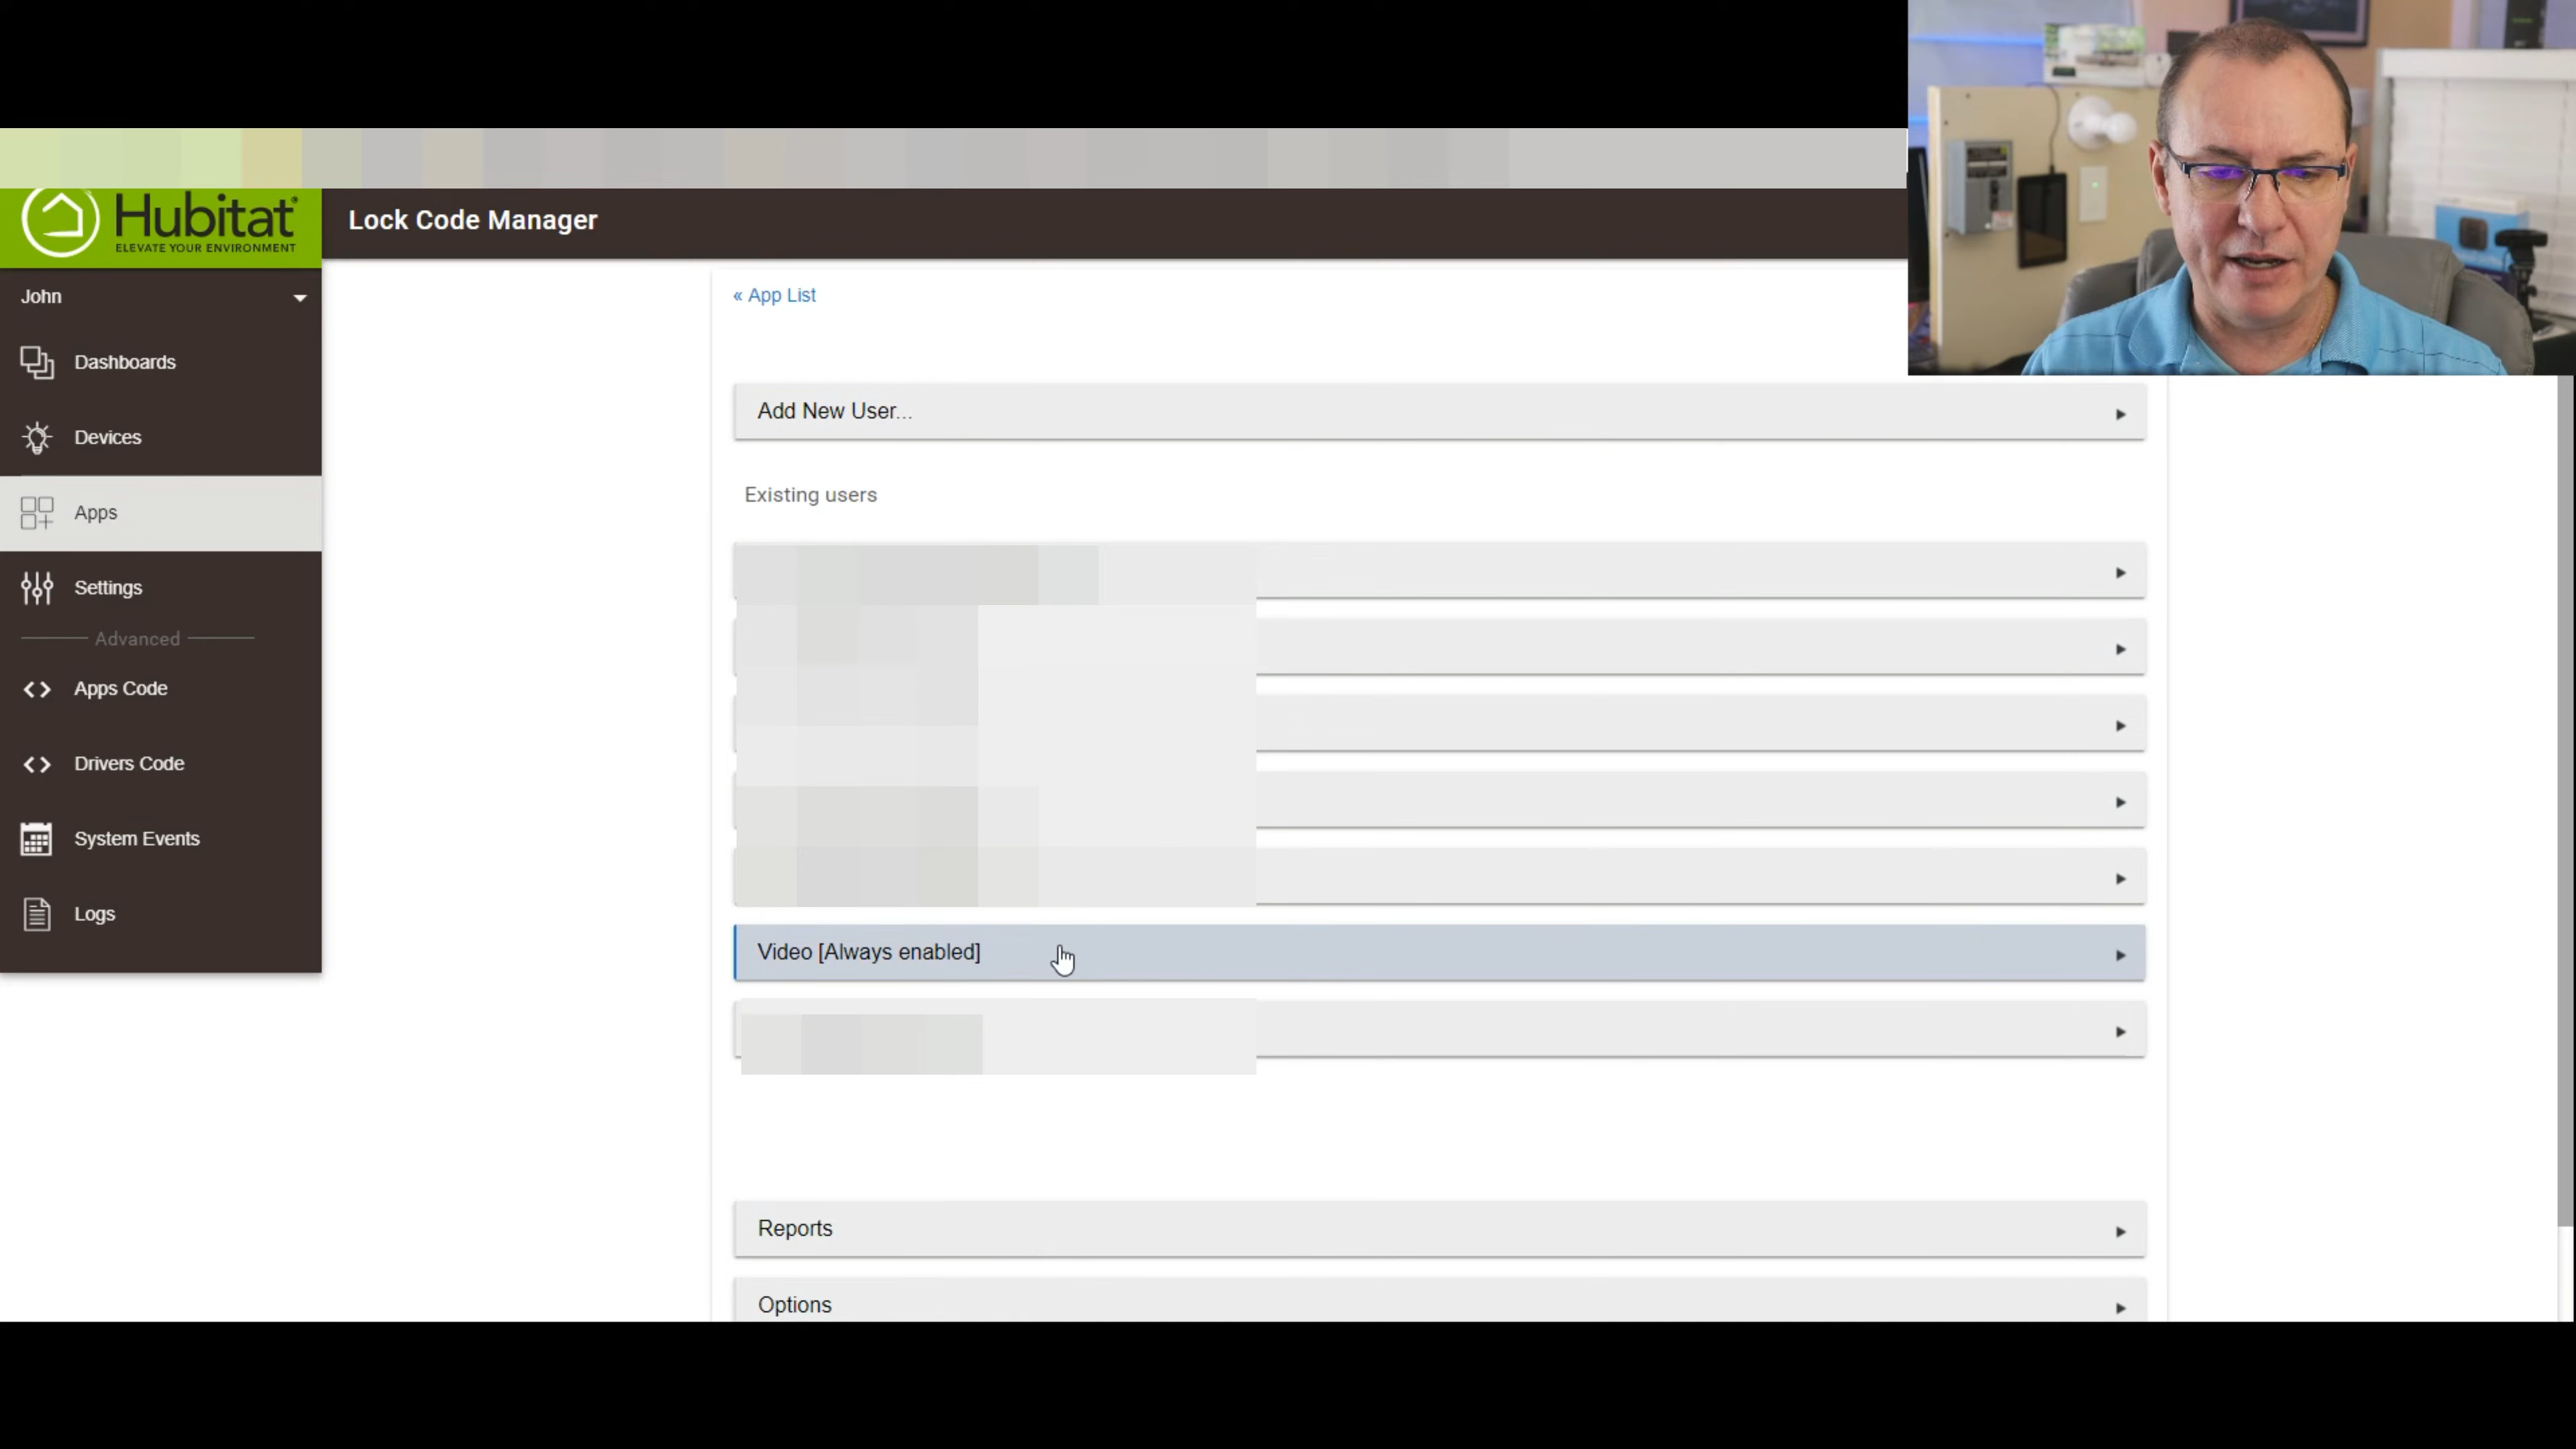 Hubitat®
ELEVATE YOUR ENVIRONMENT
Lock Code Manager
John
Dashboards
Devices
Apps
Settings
Advanced
Apps Code
Drivers Code
System Events
Logs
« App List
Add New User...
Existing users
Video [Always enabled]
Reports
Options